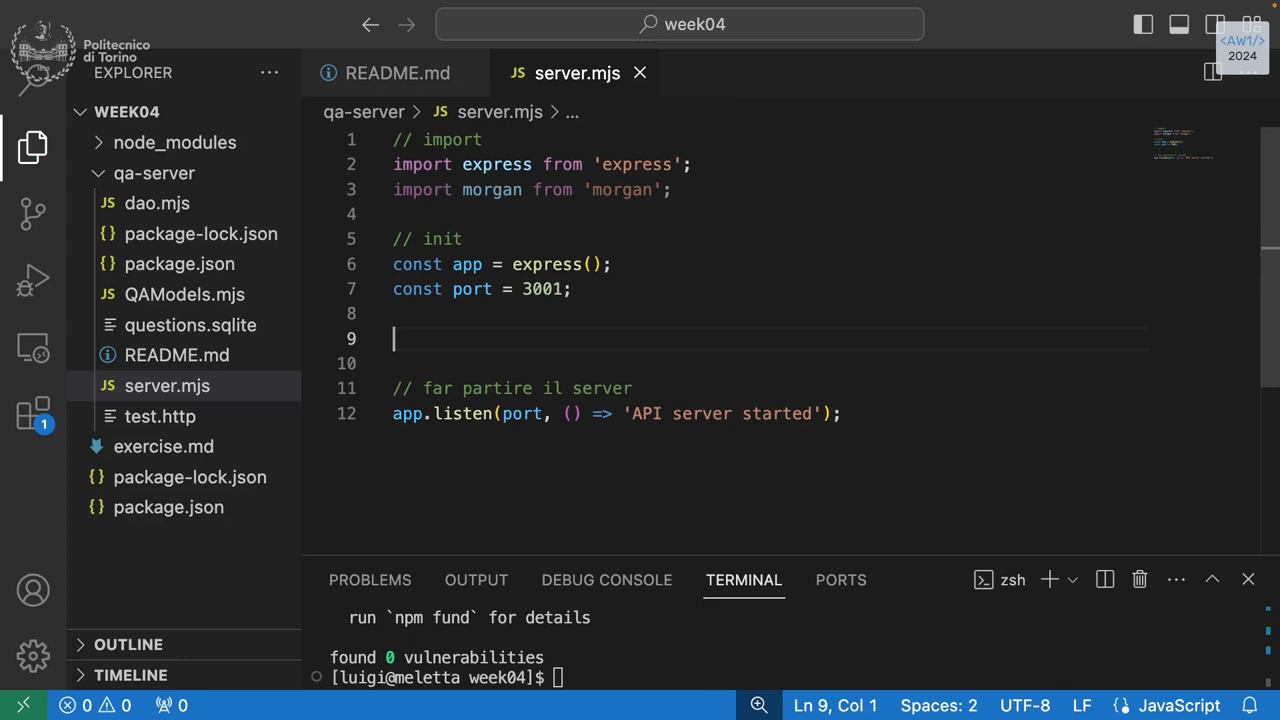 week04
Politecnico
di Torino
<AW1/>
2024
EXPLORER
README.md
JS server.mjs
WEEK04
qa-server > JS server.mjs > ...
node_modules
qa-server
JS dao.mjs
{} package-lock.json
{} package.json
JS QAModels.mjs
questions.sqlite
README.md
JS server.mjs
test.http
exercise.md
{} package-lock.json
{} package.json
OUTLINE
TIMELINE
1
1 // import
2 import express from 'express';
3 import morgan from 'morgan';
4
5 // init
6 const app = express();
7 const port = 3001;
8
9
10
11 // far partire il server
12 app.listen(port, () => 'API server started');
PROBLEMS OUTPUT DEBUG CONSOLE TERMINAL PORTS zsh
run `npm fund` for details
found 0 vulnerabilities
[luigi@meletta week04]$
0 0 0 Ln 9, Col 1 Spaces: 2 UTF-8 LF {} JavaScript